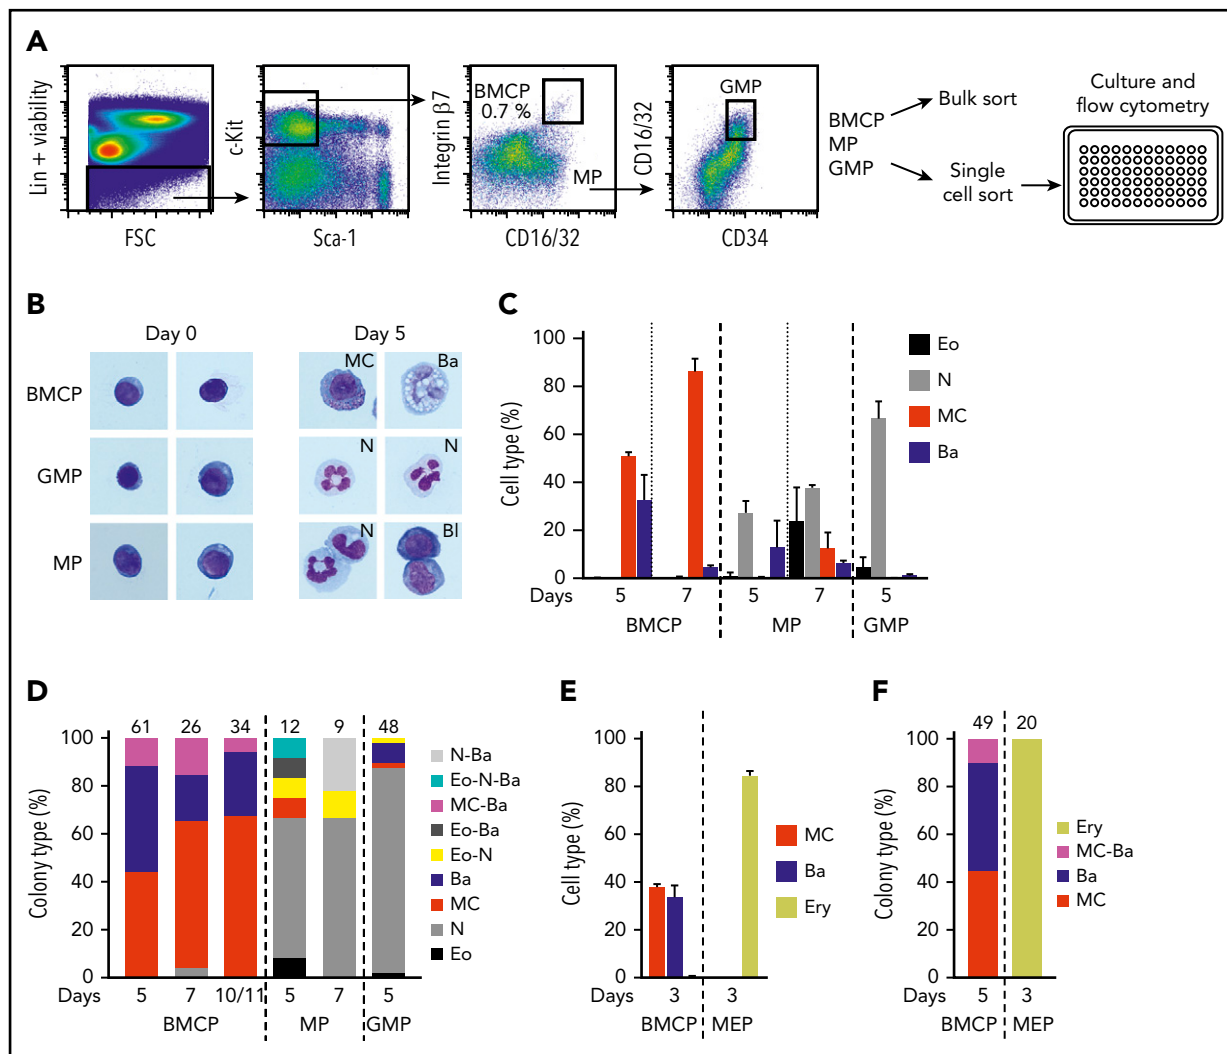 A
Lin + viability
FSC
c-Kit
Sca-1
Integrin β7
BMCP
0.7 %
MP
CD16/32
CD16/32
GMP
CD34
BMCP
MP
GMP
Bulk sort
Single
cell sort
Culture and
flow cytometry
B
Day 0
Day 5
BMCP
MC
Ba
GMP
N
N
MP
N
Bl
C
Cell type (%)
100
80
60
40
20
0
Eo
N
MC
Ba
Days 5 7 5 7 5
BMCP MP GMP
D
Colony type (%)
61 26 34 12 9 48
100
80
60
40
20
0
N-Ba
Eo-N-Ba
MC-Ba
Eo-Ba
Eo-N
Ba
MC
N
Eo
Days 5 7 10/11 5 7 5
BMCP MP GMP
E
Cell type (%)
100
80
60
40
20
0
MC
Ba
Ery
Days 3 3
BMCP MEP
F
Colony type (%)
49 20
100
80
60
40
20
0
Ery
MC-Ba
Ba
MC
Days 5 3
BMCP MEP